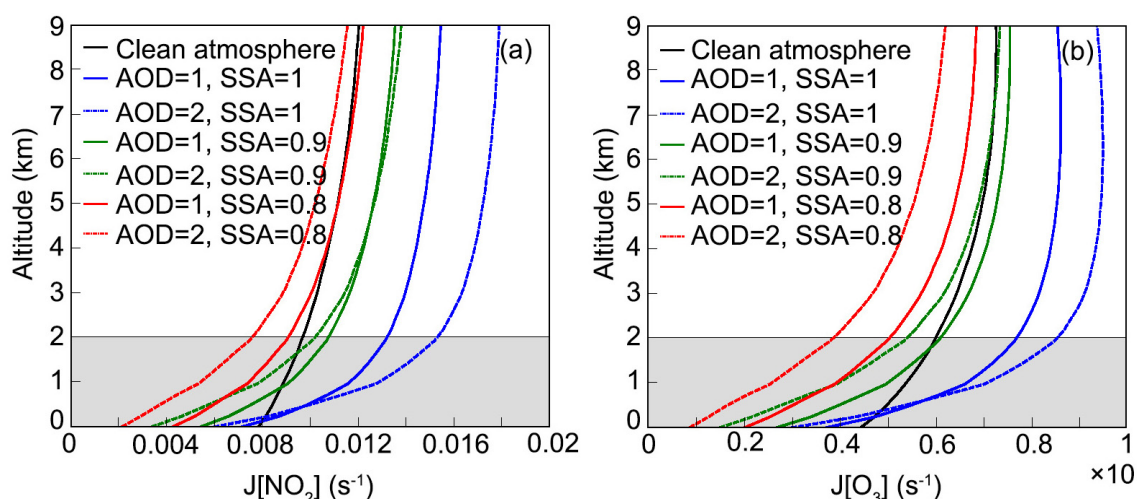 9
8
7
6
5
4
3
2
1
0
Altitude (km)
Clean atmosphere
AOD=1, SSA=1
AOD=2, SSA=1
AOD=1, SSA=0.9
AOD=2, SSA=0.9
AOD=1, SSA=0.8
AOD=2, SSA=0.8
(a)
0 0.004 0.008 0.012 0.016 0.02
J[NO₂] (s⁻¹)
9
8
7
6
5
4
3
2
1
0
Altitude (km)
Clean atmosphere
AOD=1, SSA=1
AOD=2, SSA=1
AOD=1, SSA=0.9
AOD=2, SSA=0.9
AOD=1, SSA=0.8
AOD=2, SSA=0.8
(b)
0 0.2 0.4 0.6 0.8 1
×10
J[O₃] (s⁻¹)